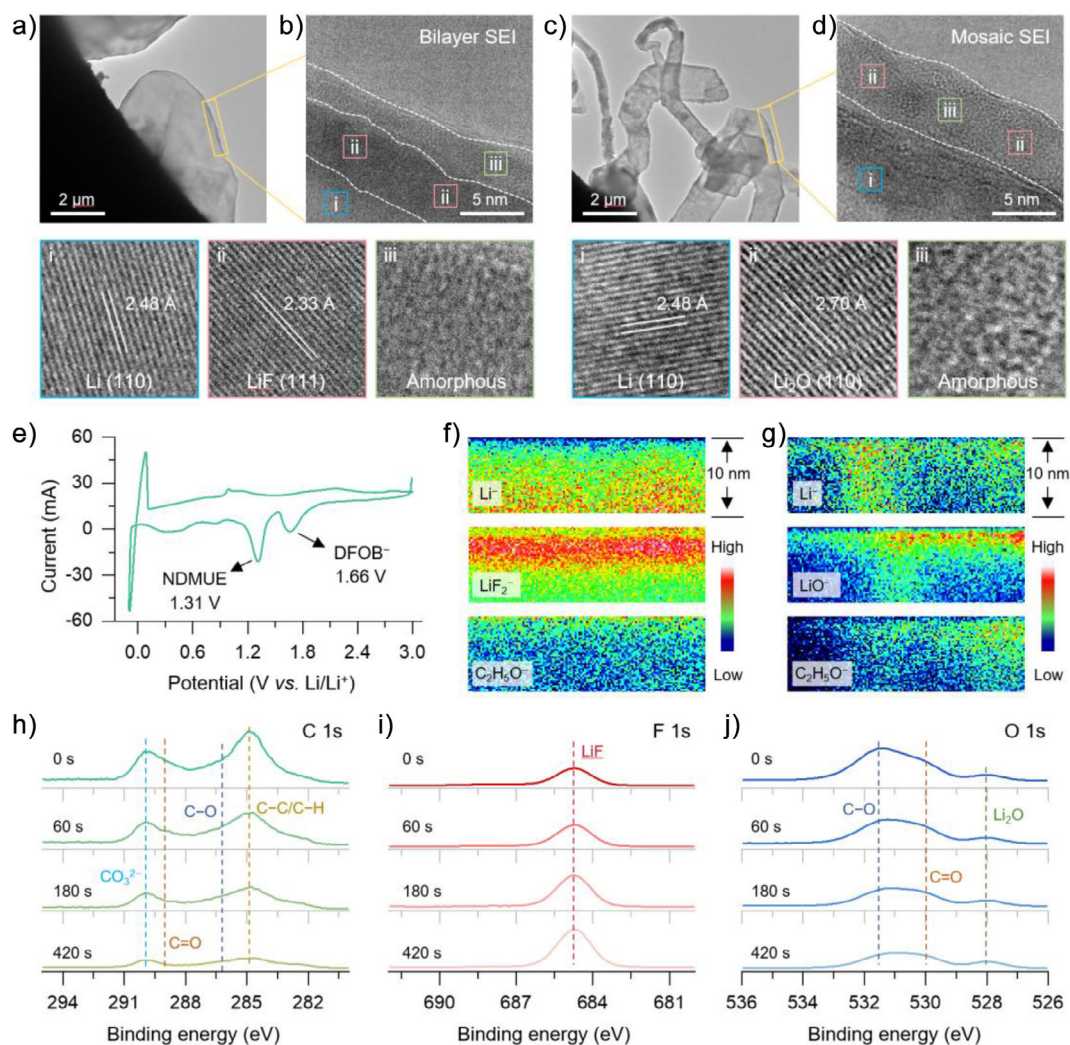 a)
2 µm
b)
Bilayer SEI
ii
iii
i
ii
5 nm
c)
2 µm
d)
Mosaic SEI
ii
iii
ii
i
5 nm
i
2.48 A
Li (110)
ii
2.33 A
LiF (111)
iii
Amorphous
i
2.48 A
Li (110)
ii
2.70 A
Li₂O (110)
iii
Amorphous
e)
60
30
0
-30
-60
Current (mA)
NDMUE
1.31 V
DFOB⁻
1.66 V
0.0
0.6
1.2
1.8
2.4
3.0
Potential (V vs. Li/Li⁺)
f)
Li⁻
10 nm
LiF₂⁻
C₂H₅O⁻
High
Low
g)
Li⁻
10 nm
LiO⁻
C₂H₅O⁻
High
Low
h)
C 1s
0 s
60 s
C−O
C−C/C−H
180 s
CO₃²⁻
C=O
420 s
294
291
288
285
282
Binding energy (eV)
i)
F 1s
LiF
0 s
60 s
180 s
420 s
690
687
684
681
Binding energy (eV)
j)
O 1s
0 s
60 s
C−O
Li₂O
180 s
C=O
420 s
536
534
532
530
528
526
Binding energy (eV)